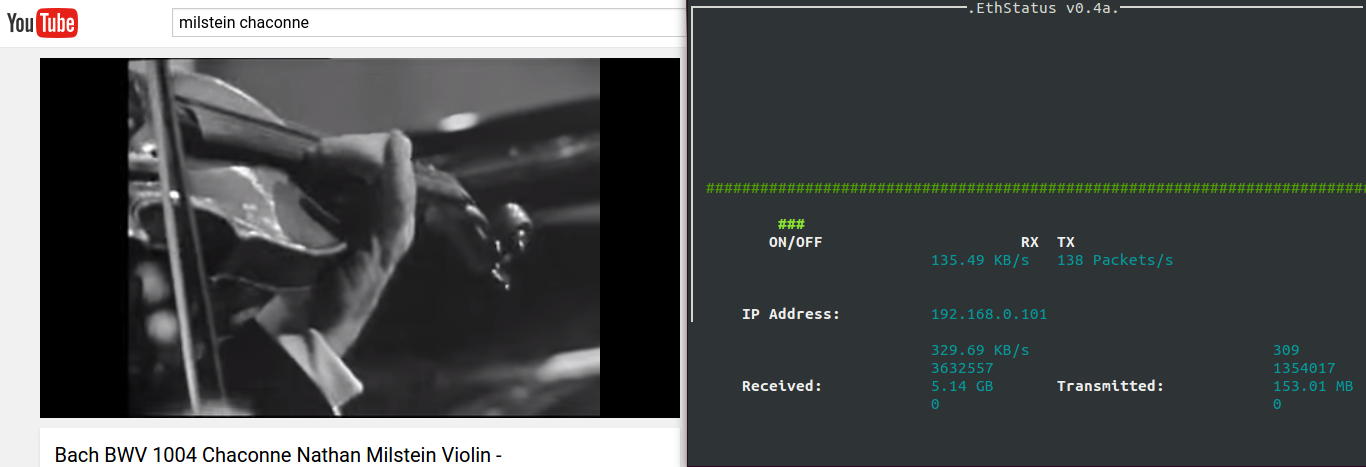 YouTube
milstein chaconne
Bach BWV 1004 Chaconne Nathan Milstein Violin -
.EthStatus v0.4a.
###########################################################################
###
ON/OFF RX TX
135.49 KB/s 138 Packets/s
IP Address: 192.168.0.101
329.69 KB/s 309
3632557 1354017
Received: 5.14 GB Transmitted: 153.01 MB
0 0